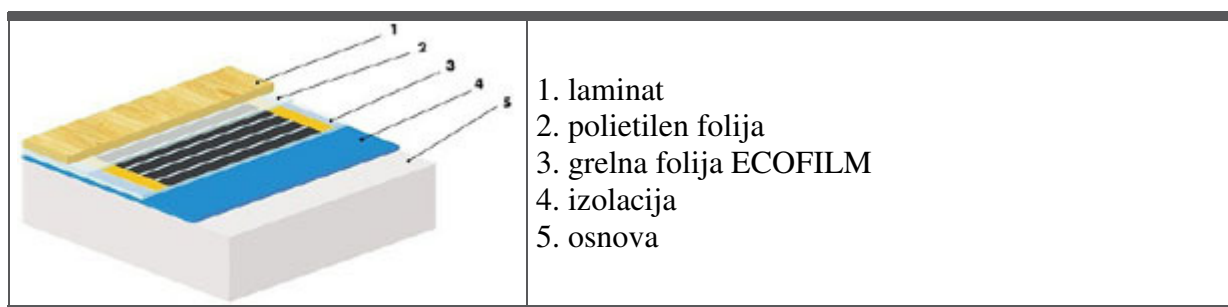 1
2
3
4
5
1. laminat
2. polietilen folija
3. grelna folija ECOFILM
4. izolacija
5. osnova